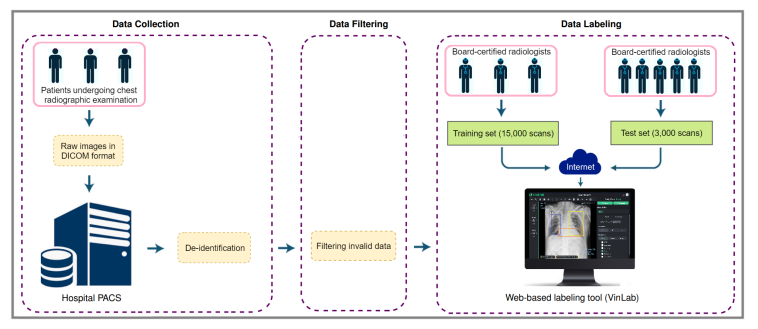 Data Collection
Data Filtering
Data Labeling
Patients undergoing chest
radiographic examination
Raw images in
DICOM format
Hospital PACS
De-identification
Filtering invalid data
Board-certified radiologists
Board-certified radiologists
Training set (15,000 scans)
Test set (3,000 scans)
Internet
Web-based labeling tool (VinLab)